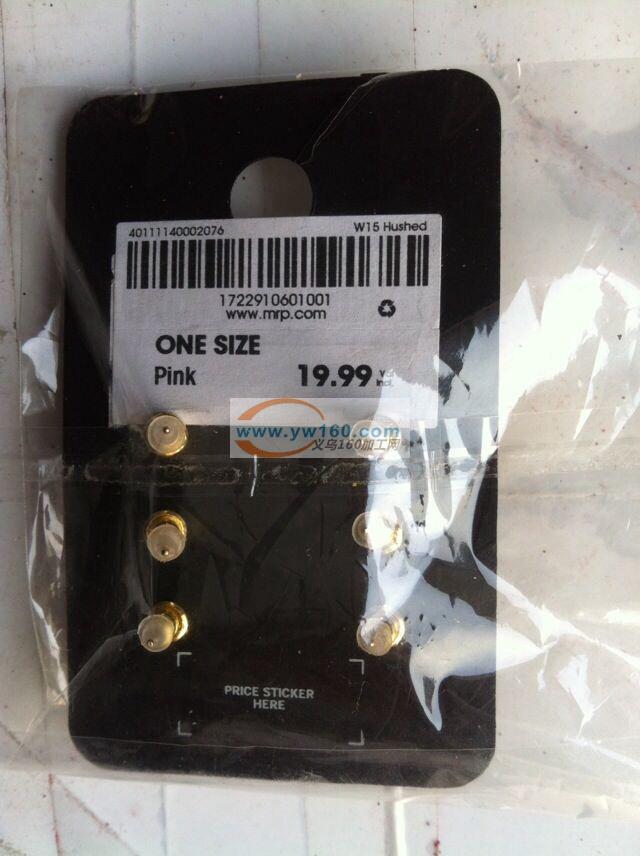 40111140002076 W15 Hushed
1722910601001
www.mrp.com
ONE SIZE
Pink 19.99 Incl.
www.yw160.com
义乌160加工网
PRICE STICKER
HERE